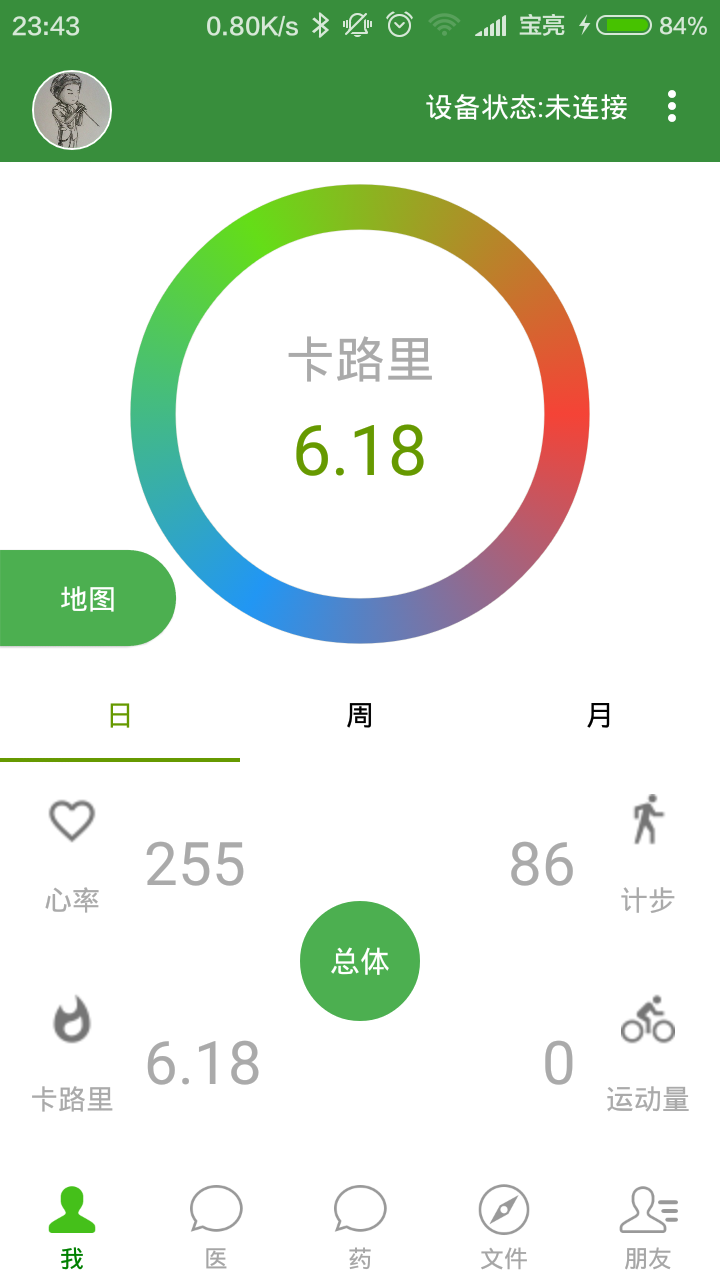 23:43 0.80K/s 宝亮 84%
设备状态:未连接
卡路里
6.18
地图
日 周 月
255 86
心率 计步
总体
6.18 0
卡路里 运动量
我 医 药 文件 朋友